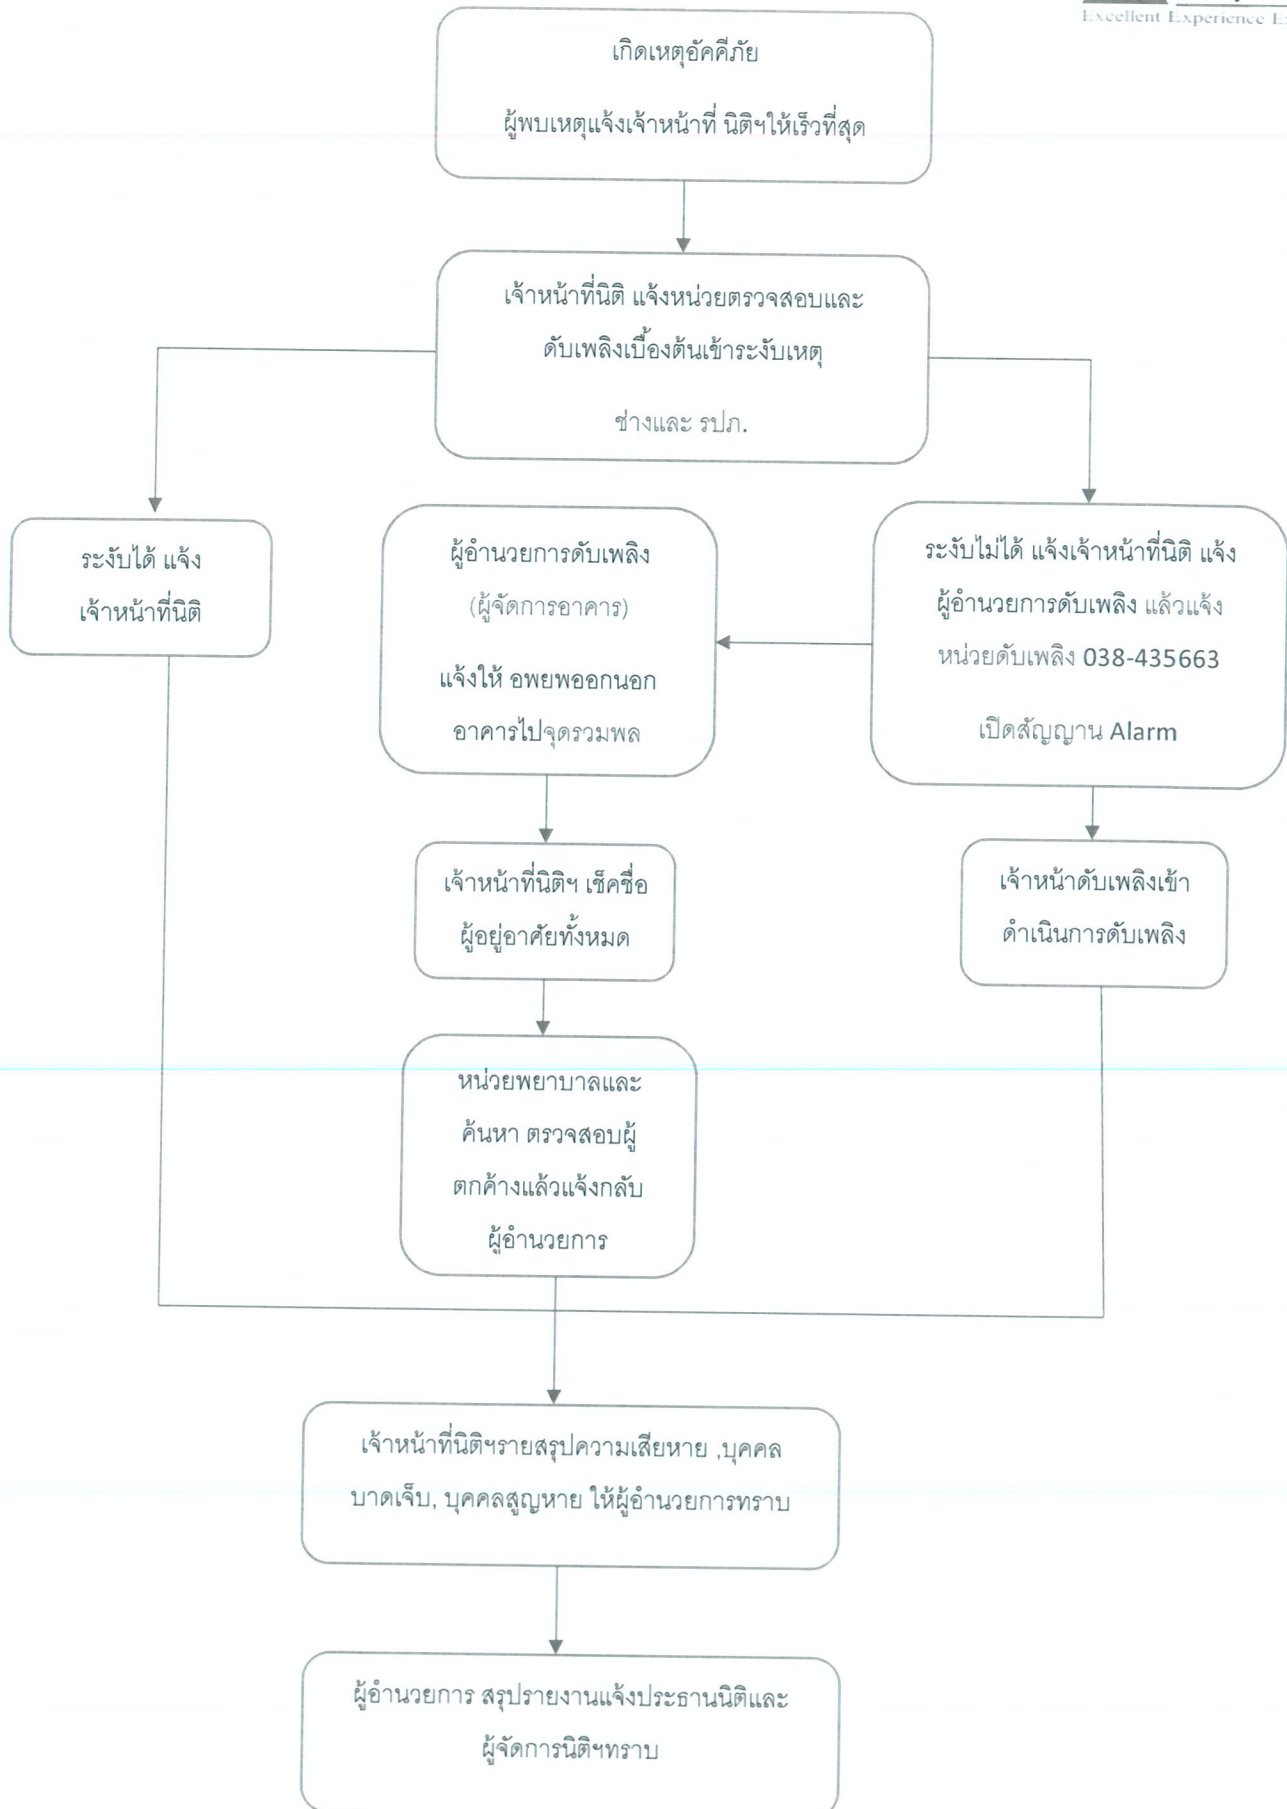 Excellent Experience
เกิดเหตุอัคคีภัย
ผู้พบเหตุแจ้งเจ้าหน้าที่ นิติฯให้เร็วที่สุด
เจ้าหน้าที่นิติ แจ้งหน่วยตรวจสอบและ
ดับเพลิงเบื้องต้นเข้าระงับเหตุ
ช่างและ รปภ.
ระงับได้ แจ้ง
เจ้าหน้าที่นิติ
ผู้อำนวยการดับเพลิง
(ผู้จัดการอาคาร)
แจ้งให้ อพยพออกนอก
อาคารไปจุดรวมพล
ระงับไม่ได้ แจ้งเจ้าหน้าที่นิติ แจ้ง
ผู้อำนวยการดับเพลิง แล้วแจ้ง
หน่วยดับเพลิง 038-435663
เปิดสัญญาน Alarm
เจ้าหน้าที่นิติฯ เช็คชื่อ
ผู้อยู่อาศัยทั้งหมด
เจ้าหน้าดับเพลิงเข้า
ดำเนินการดับเพลิง
หน่วยพยาบาลและ
ค้นหา ตรวจสอบผู้
ตกค้างแล้วแจ้งกลับ
ผู้อำนวยการ
เจ้าหน้าที่นิติฯรายสรุปความเสียหาย ,บุคคล
บาดเจ็บ, บุคคลสูญหาย ให้ผู้อำนวยการทราบ
ผู้อำนวยการ สรุปรายงานแจ้งประธานนิติและ
ผู้จัดการนิติฯทราบ